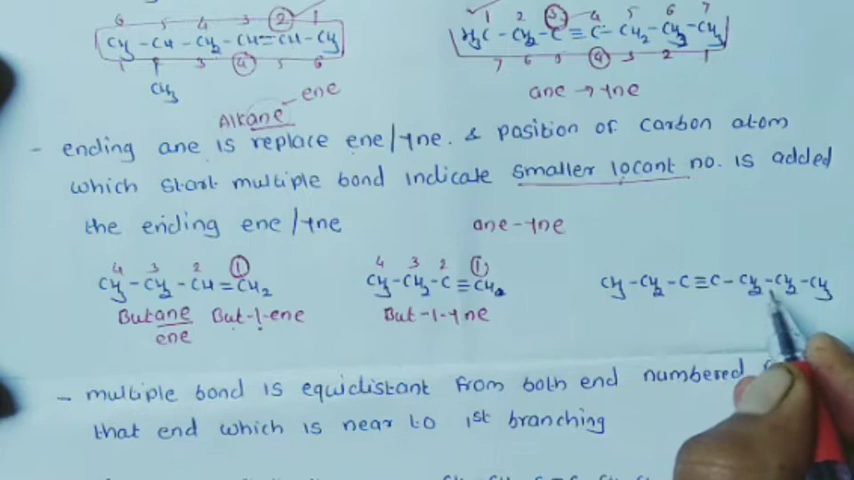 6 5 4 3 2 1
1 2 3 4 5 6 7
CH3 - CH - CH2 - CH = CH - CH3
H3C - CH2 - C ≡ C - CH2 - CH3 - CH3
1 2 3 4 5 6
7 6 5 4 3 2 1
CH3
ene
Alkane
ane → yne
- ending ane is replace ene/yne. & position of carbon atom
which start multiple bond indicate smaller locant no. is added
the ending ene/yne
ane-yne
4 3 2 1
4 3 2 1
CH3 - CH2 - CH = CH2
CH3 - CH2 - C ≡ CH
CH3 - CH2 - C ≡ C - CH2 - CH2 - CH3
Butane But-1-ene
But-1-yne
ene
- multiple bond is equidistant from both end numbered
that end which is near to 1st branching